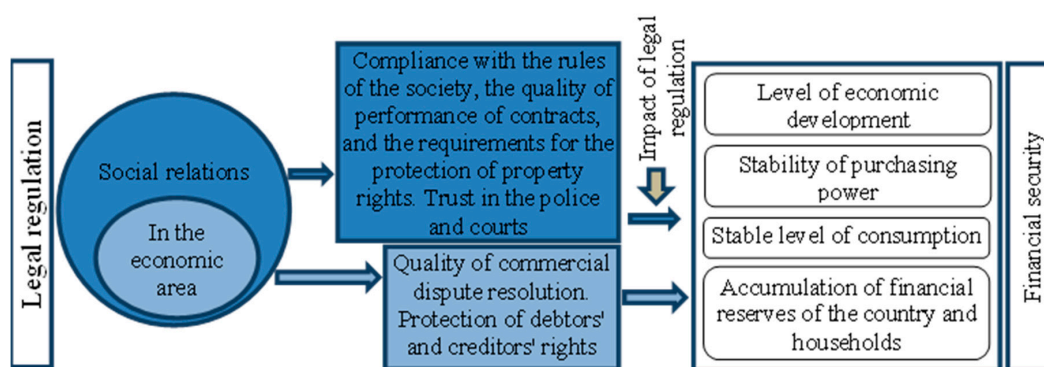 Legal regulation
Social relations
In the
economic
area
Compliance with the rules
of the society, the quality of
performance of contracts,
and the requirements for the
protection of property
rights. Trust in the police
and courts
Quality of commercial
dispute resolution.
Protection of debtors'
and creditors' rights
Impact of legal
regulation
Level of economic
development
Stability of purchasing
power
Stable level of consumption
Accumulation of financial
reserves of the country and
households
Financial security